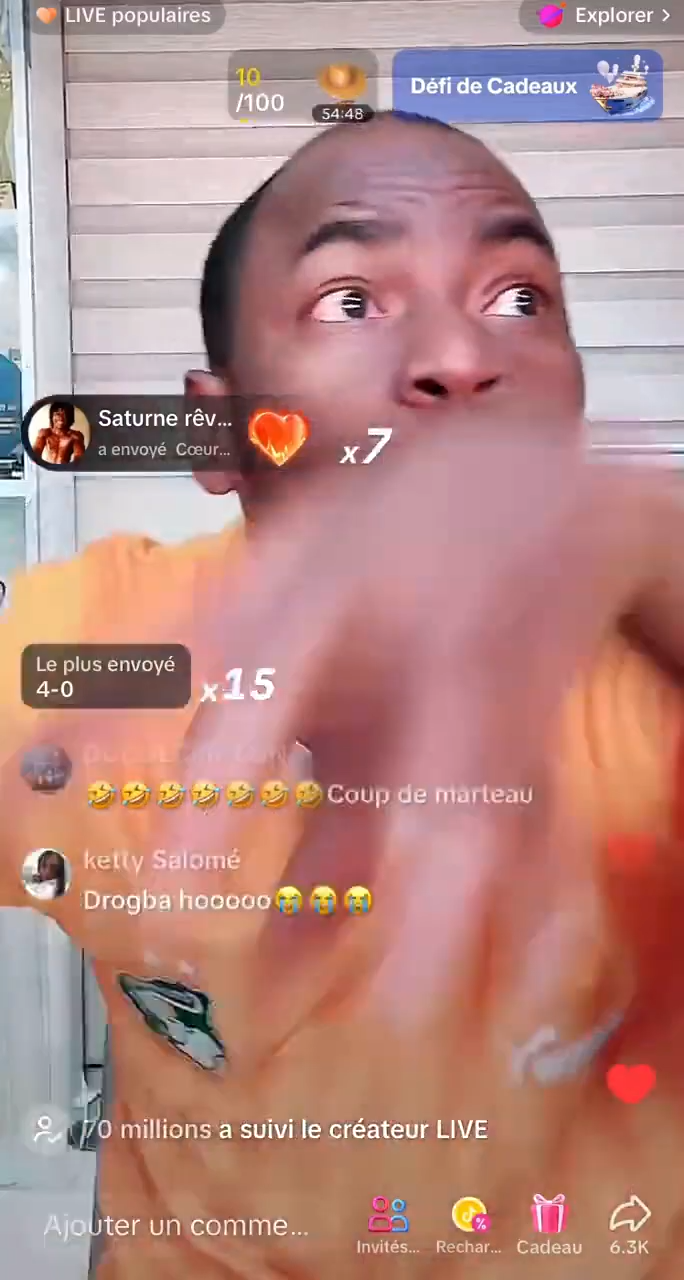 LIVE populaires
Explorer >
10
/100
54:48
Défi de Cadeaux
Saturne rêv...
a envoyé Cœur...
x7
Le plus envoyé
4-0
x15
🤣🤣🤣🤣🤣🤣🤣Coup de marteau
ketty Salomé
Drogba hooooo😭😭😭
70 millions a suivi le créateur LIVE
Ajouter un comme...
Invités...
Rechar...
Cadeau
6.3K